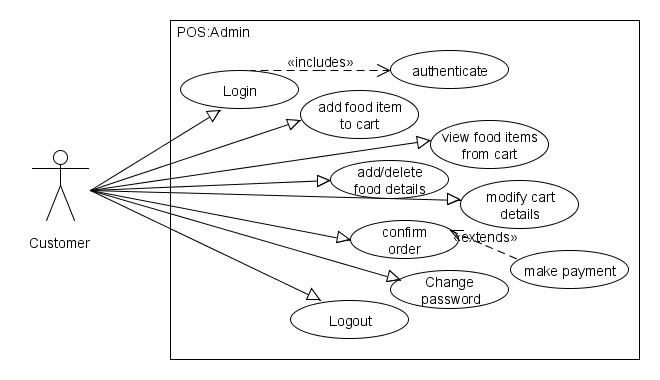 POS:Admin
«includes»
authenticate
Login
add food item
to cart
view food items
from cart
add/delete
food details
modify cart
details
Customer
confirm
order
«extends»
make payment
Change
password
Logout